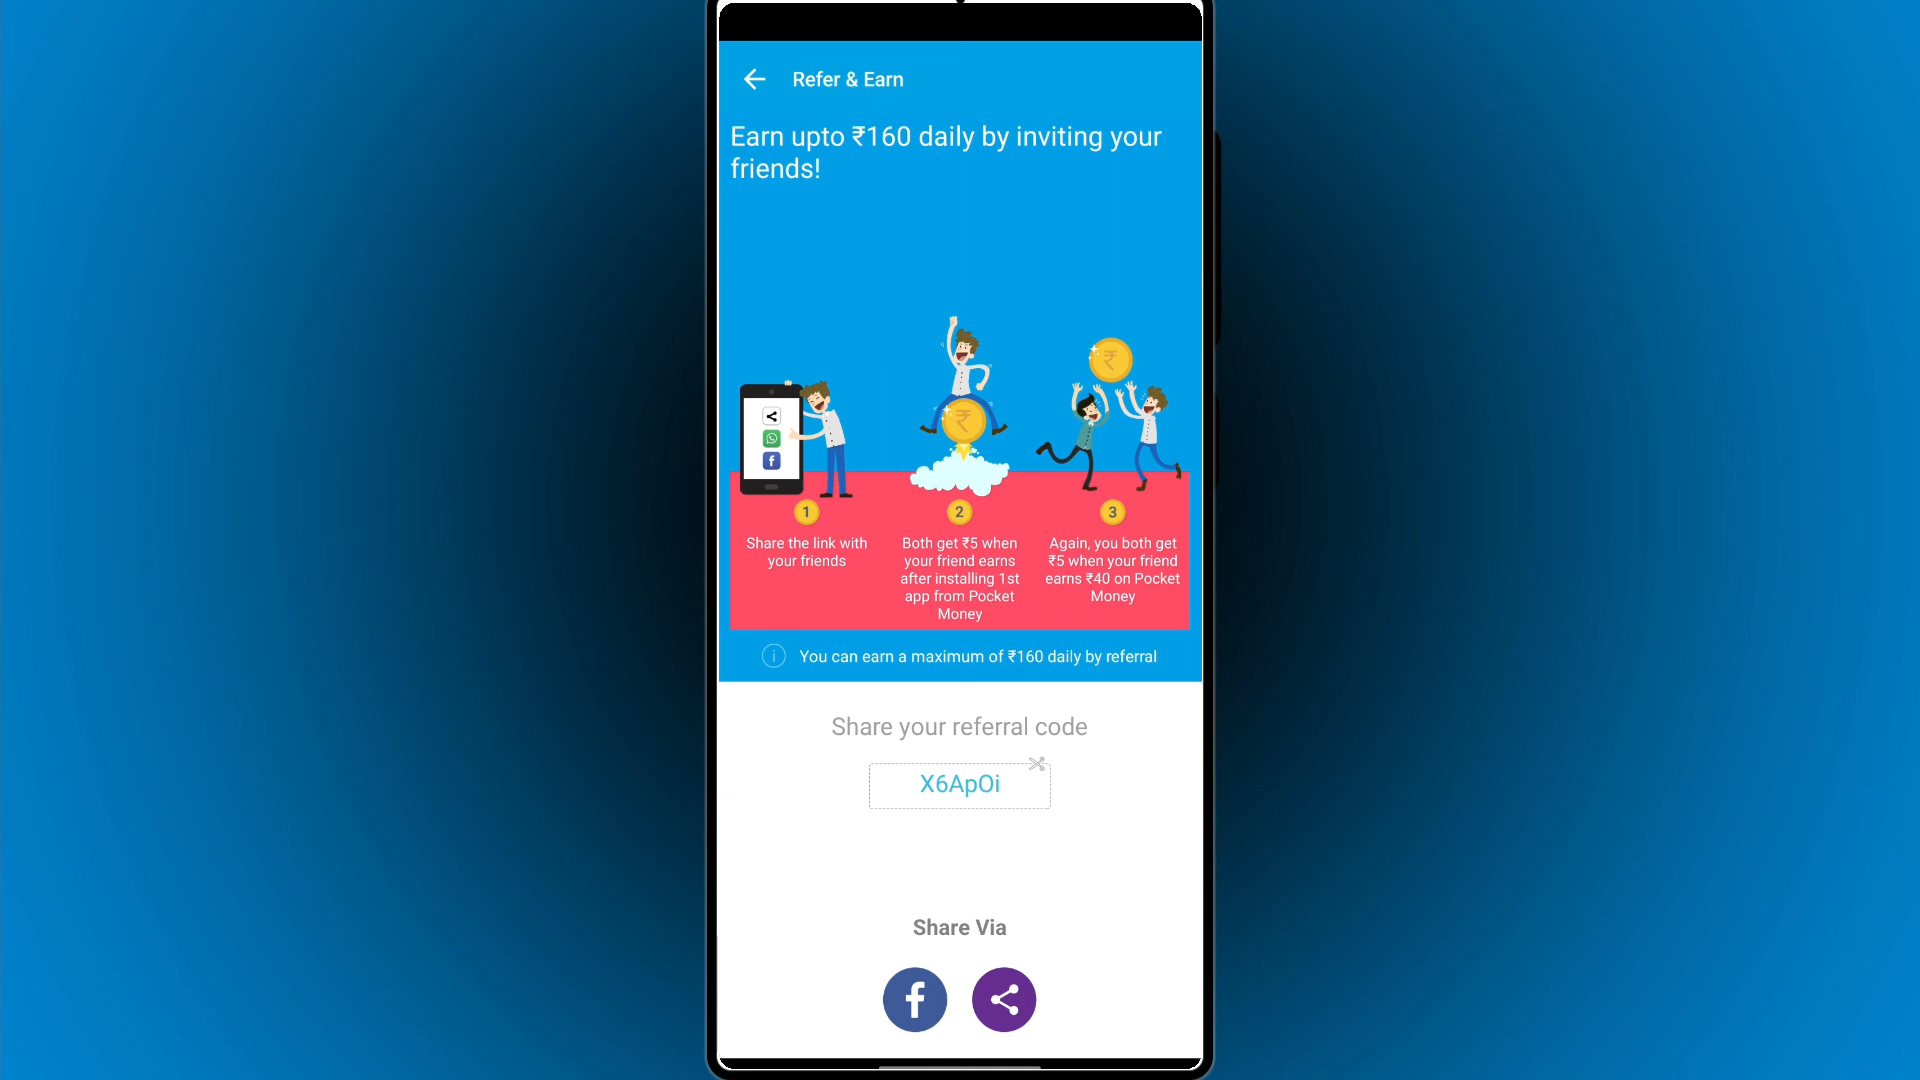 Refer & Earn
Earn upto ₹160 daily by inviting your
friends!
₹
₹
f
1
Share the link with
your friends
2
Both get ₹5 when
your friend earns
after installing 1st
app from Pocket
Money
3
Again, you both get
₹5 when your friend
earns ₹40 on Pocket
Money
i You can earn a maximum of ₹160 daily by referral
Share your referral code
X6ApOi
Share Via
f